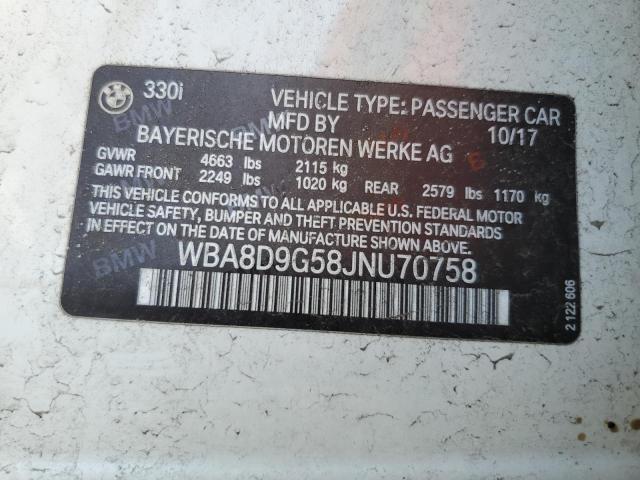 330i VEHICLE TYPE: PASSENGER CAR
MFD BY 10/17
BAYERISCHE MOTOREN WERKE AG
GVWR 4663 lbs 2115 kg
GAWR FRONT 2249 lbs 1020 kg REAR 2579 lbs 1170 kg
THIS VEHICLE CONFORMS TO ALL APPLICABLE U.S. FEDERAL MOTOR
VEHICLE SAFETY, BUMPER AND THEFT PREVENTION STANDARDS
IN EFFECT ON THE DATE OF MANUFACTURE SHOWN ABOVE.
WBA8D9G58JNU70758
2 122 606
BMW
BMW
BMW